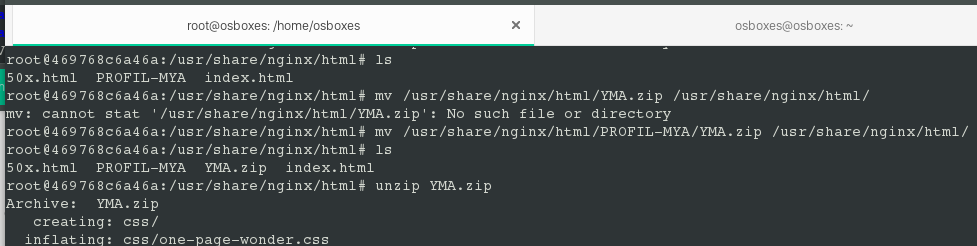 root@osboxes: /home/osboxes × osboxes@osboxes: ~
root@469768c6a46a:/usr/share/nginx/html# ls
50x.html  PROFIL-MYA  index.html
root@469768c6a46a:/usr/share/nginx/html# mv /usr/share/nginx/html/YMA.zip /usr/share/nginx/html/
mv: cannot stat '/usr/share/nginx/html/YMA.zip': No such file or directory
root@469768c6a46a:/usr/share/nginx/html# mv /usr/share/nginx/html/PROFIL-MYA/YMA.zip /usr/share/nginx/html/
root@469768c6a46a:/usr/share/nginx/html# ls
50x.html  PROFIL-MYA  YMA.zip  index.html
root@469768c6a46a:/usr/share/nginx/html# unzip YMA.zip
Archive:  YMA.zip
   creating: css/
  inflating: css/one-page-wonder.css